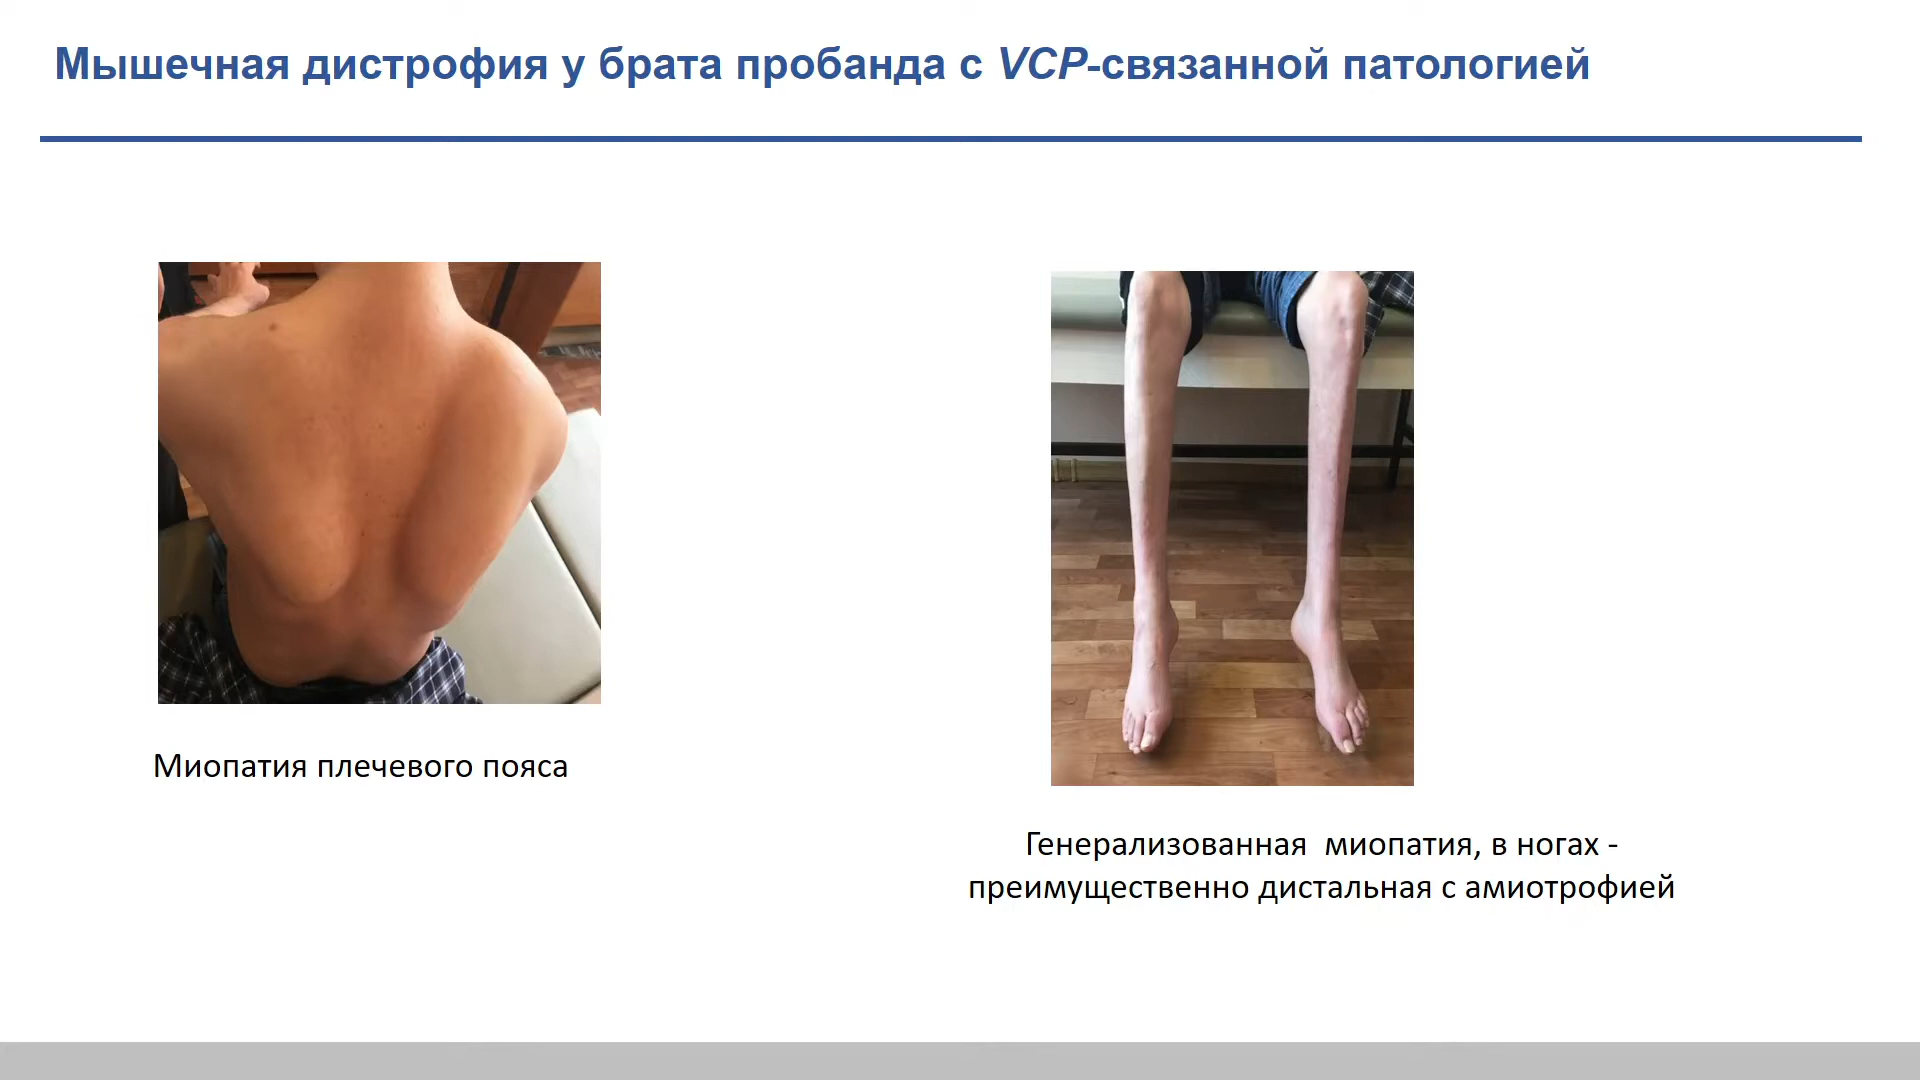 Мышечная дистрофия у брата пробанда с VCP-связанной патологией
Миопатия плечевого пояса
Генерализованная миопатия, в ногах -
преимущественно дистальная с амиотрофией